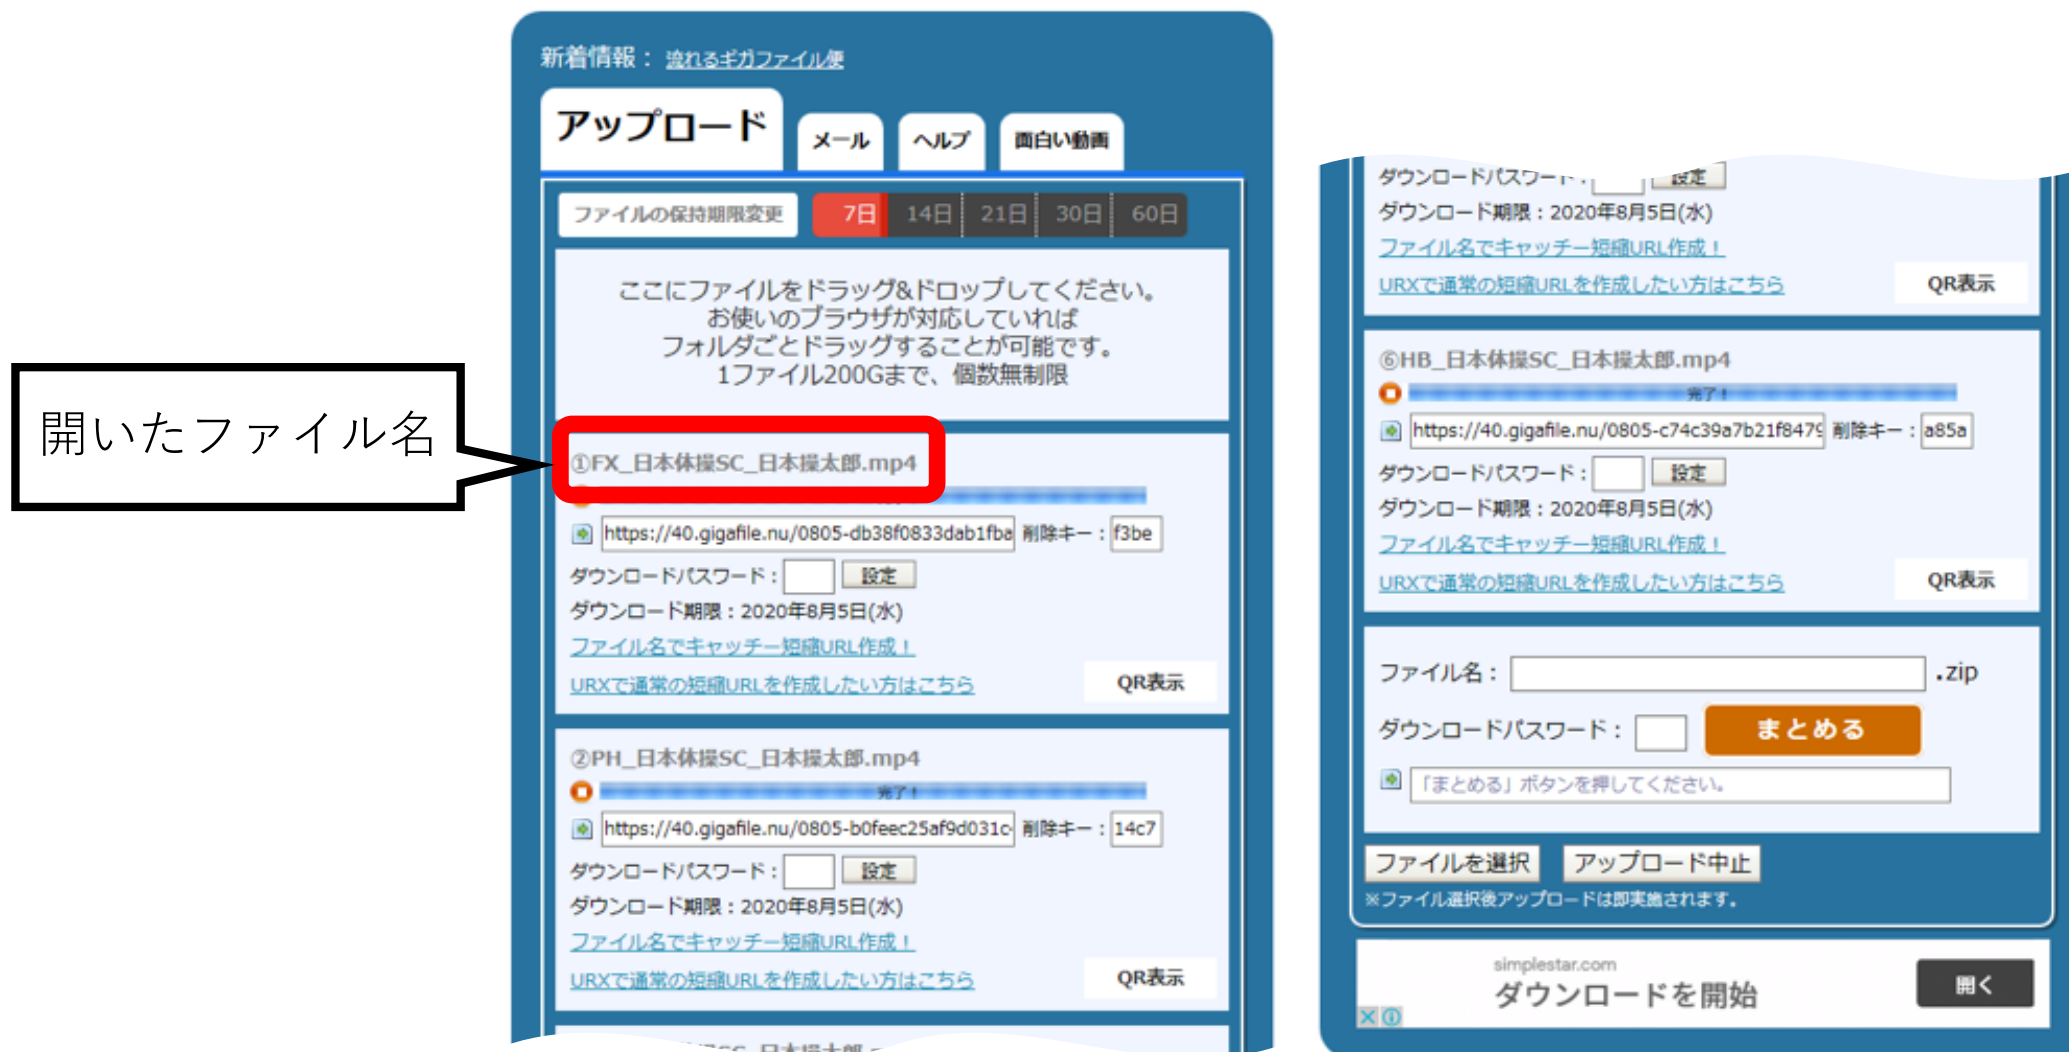 新着情報： 流れるギガファイル便
アップロード メール ヘルプ 面白い動画
ファイルの保持期限変更 7日 14日 21日 30日 60日
ここにファイルをドラッグ&ドロップしてください。
お使いのブラウザが対応していれば
フォルダごとドラッグすることが可能です。
1ファイル200Gまで、個数無制限
開いたファイル名
①FX_日本体操SC_日本操太郎.mp4
https://40.gigafile.nu/0805-db38f0833dab1fba 削除キー：f3be
ダウンロードパスワード： 設定
ダウンロード期限：2020年8月5日(水)
ファイル名でキャッチー短縮URL作成！
URXで通常の短縮URLを作成したい方はこちら QR表示
②PH_日本体操SC_日本操太郎.mp4
完了！
https://40.gigafile.nu/0805-b0feec25af9d031c 削除キー：14c7
ダウンロードパスワード： 設定
ダウンロード期限：2020年8月5日(水)
ファイル名でキャッチー短縮URL作成！
URXで通常の短縮URLを作成したい方はこちら QR表示
ダウンロードパスワード： 設定
ダウンロード期限：2020年8月5日(水)
ファイル名でキャッチー短縮URL作成！
URXで通常の短縮URLを作成したい方はこちら QR表示
⑥HB_日本体操SC_日本操太郎.mp4
完了！
https://40.gigafile.nu/0805-c74c39a7b21f8479 削除キー：a85a
ダウンロードパスワード： 設定
ダウンロード期限：2020年8月5日(水)
ファイル名でキャッチー短縮URL作成！
URXで通常の短縮URLを作成したい方はこちら QR表示
ファイル名： .zip
ダウンロードパスワード： まとめる
「まとめる」ボタンを押してください。
ファイルを選択 アップロード中止
※ファイル選択後アップロードは即実施されます。
simplestar.com
ダウンロードを開始 開く